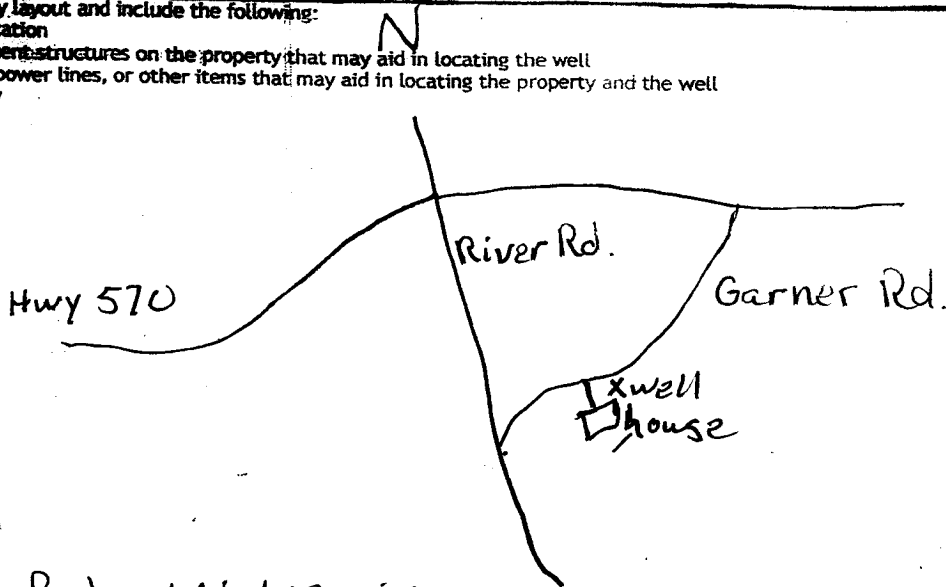 y layout and include the following:
ation
ent structures on the property that may aid in locating the well
power lines, or other items that may aid in locating the property and the well
N
River Rd.
Hwy 570
Garner Rd.
x well
house